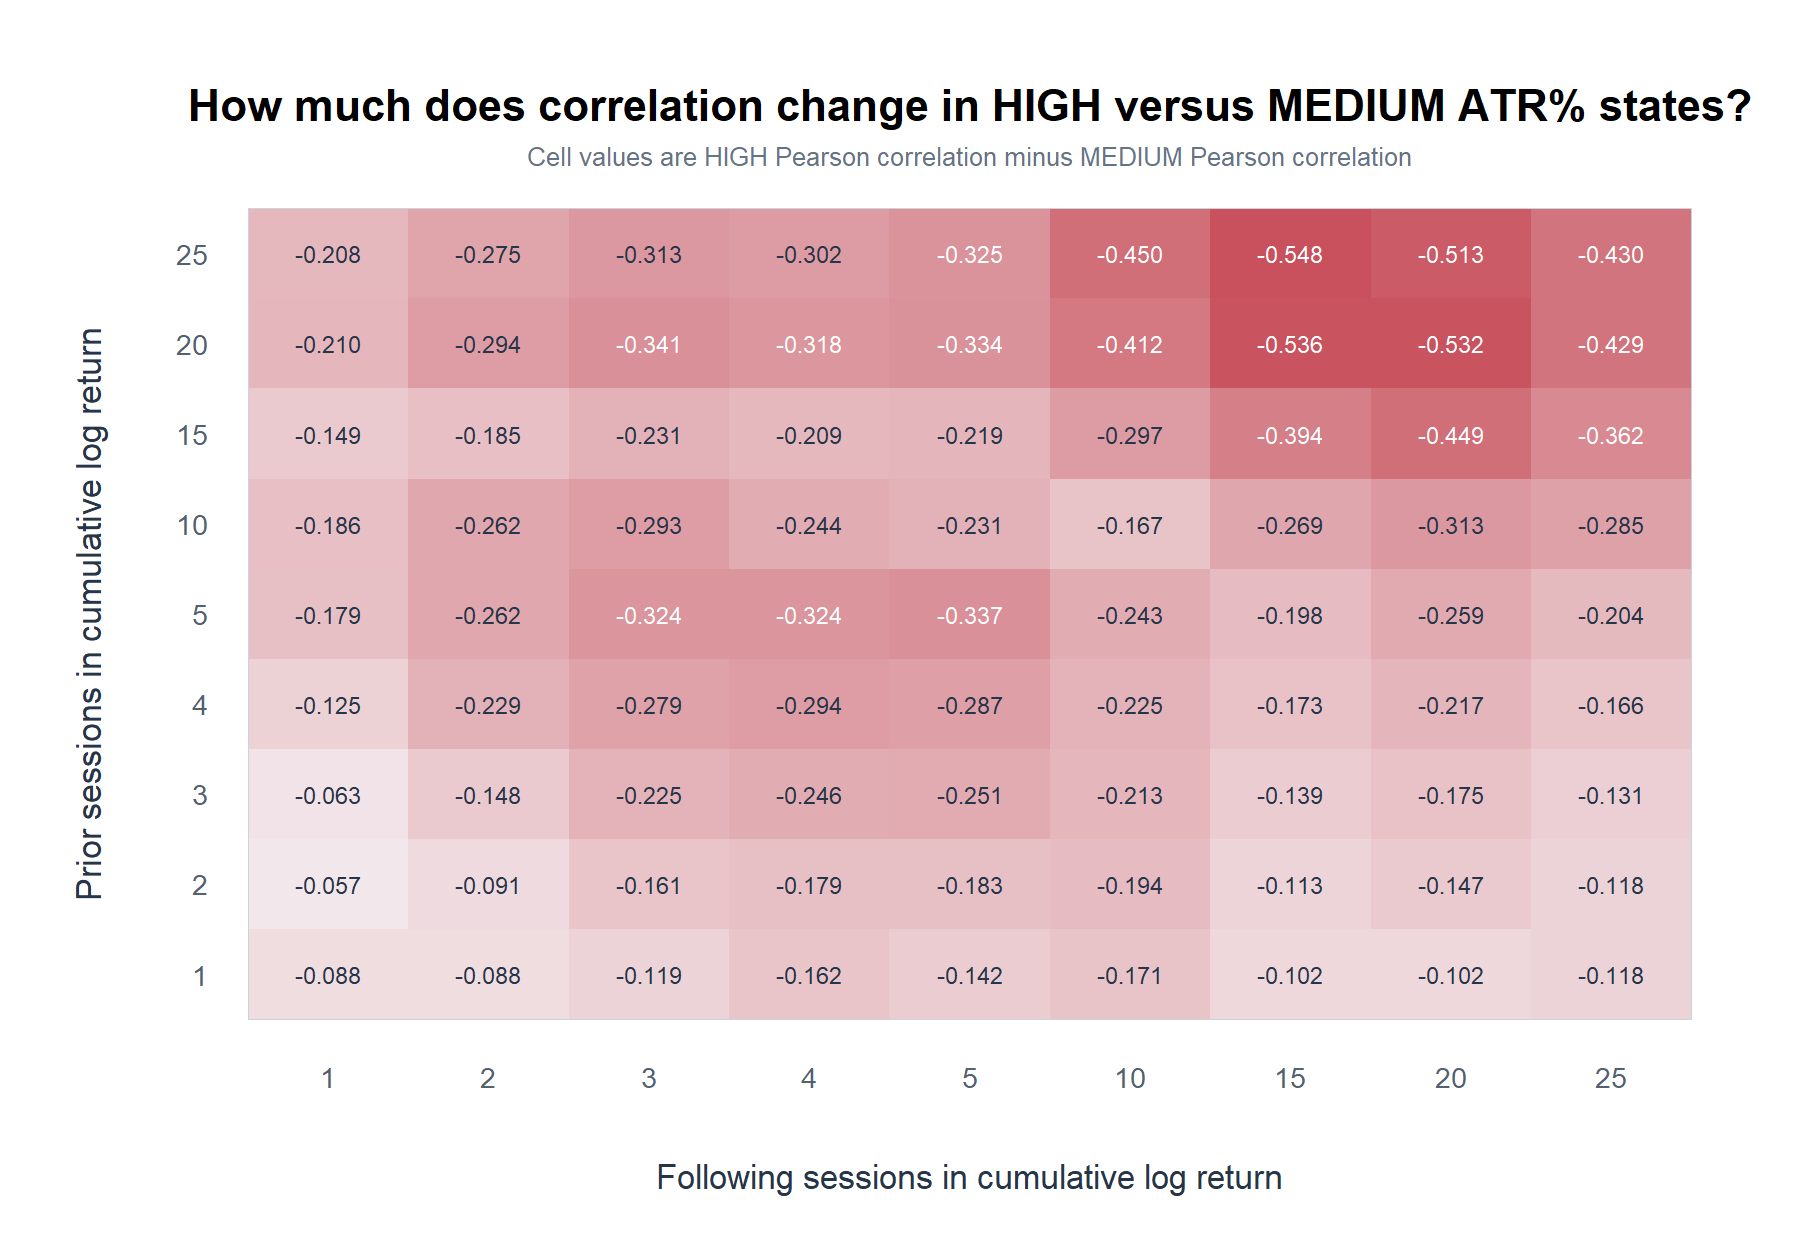 How much does correlation change in HIGH versus MEDIUM ATR% states?
Cell values are HIGH Pearson correlation minus MEDIUM Pearson correlation
Prior sessions in cumulative log return
25 -0.208 -0.275 -0.313 -0.302 -0.325 -0.450 -0.548 -0.513 -0.430
20 -0.210 -0.294 -0.341 -0.318 -0.334 -0.412 -0.536 -0.532 -0.429
15 -0.149 -0.185 -0.231 -0.209 -0.219 -0.297 -0.394 -0.449 -0.362
10 -0.186 -0.262 -0.293 -0.244 -0.231 -0.167 -0.269 -0.313 -0.285
5 -0.179 -0.262 -0.324 -0.324 -0.337 -0.243 -0.198 -0.259 -0.204
4 -0.125 -0.229 -0.279 -0.294 -0.287 -0.225 -0.173 -0.217 -0.166
3 -0.063 -0.148 -0.225 -0.246 -0.251 -0.213 -0.139 -0.175 -0.131
2 -0.057 -0.091 -0.161 -0.179 -0.183 -0.194 -0.113 -0.147 -0.118
1 -0.088 -0.088 -0.119 -0.162 -0.142 -0.171 -0.102 -0.102 -0.118
1 2 3 4 5 10 15 20 25
Following sessions in cumulative log return